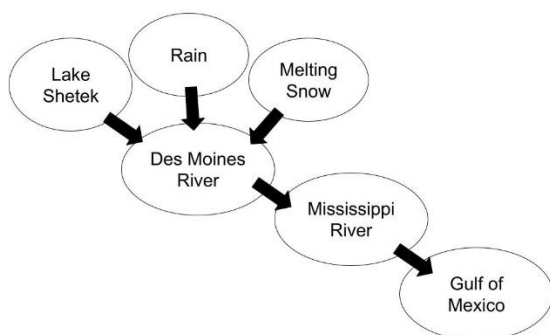 Lake
Shetek
Rain
Melting
Snow
Des Moines
River
Mississippi
River
Gulf of
Mexico